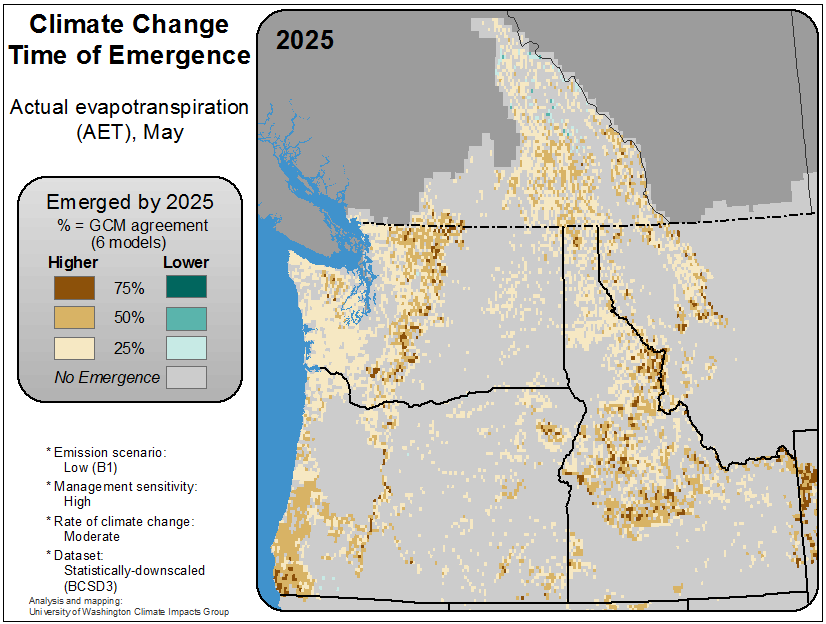 Climate Change
Time of Emergence
2025
Actual evapotranspiration
(AET), May
Emerged by 2025
% = GCM agreement
(6 models)
Higher Lower
75%
50%
25%
No Emergence
* Emission scenario:
Low (B1)
* Management sensitivity:
High
* Rate of climate change:
Moderate
* Dataset:
Statistically-downscaled
(BCSD3)
Analysis and mapping:
University of Washington Climate Impacts Group